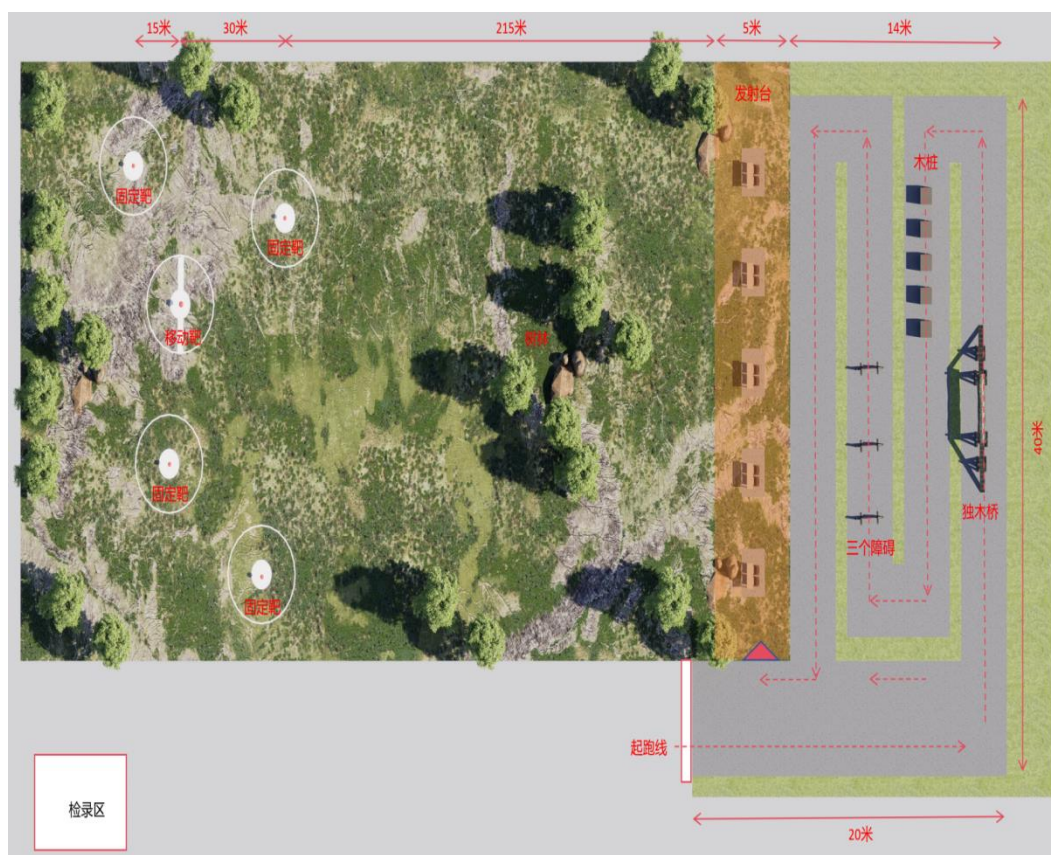 15米
30米
215米
5米
14米
发射台
木桩
固定靶
固定靶
移动靶
树林
40米
固定靶
独木桥
三个障碍
固定靶
起跑线
检录区
20米